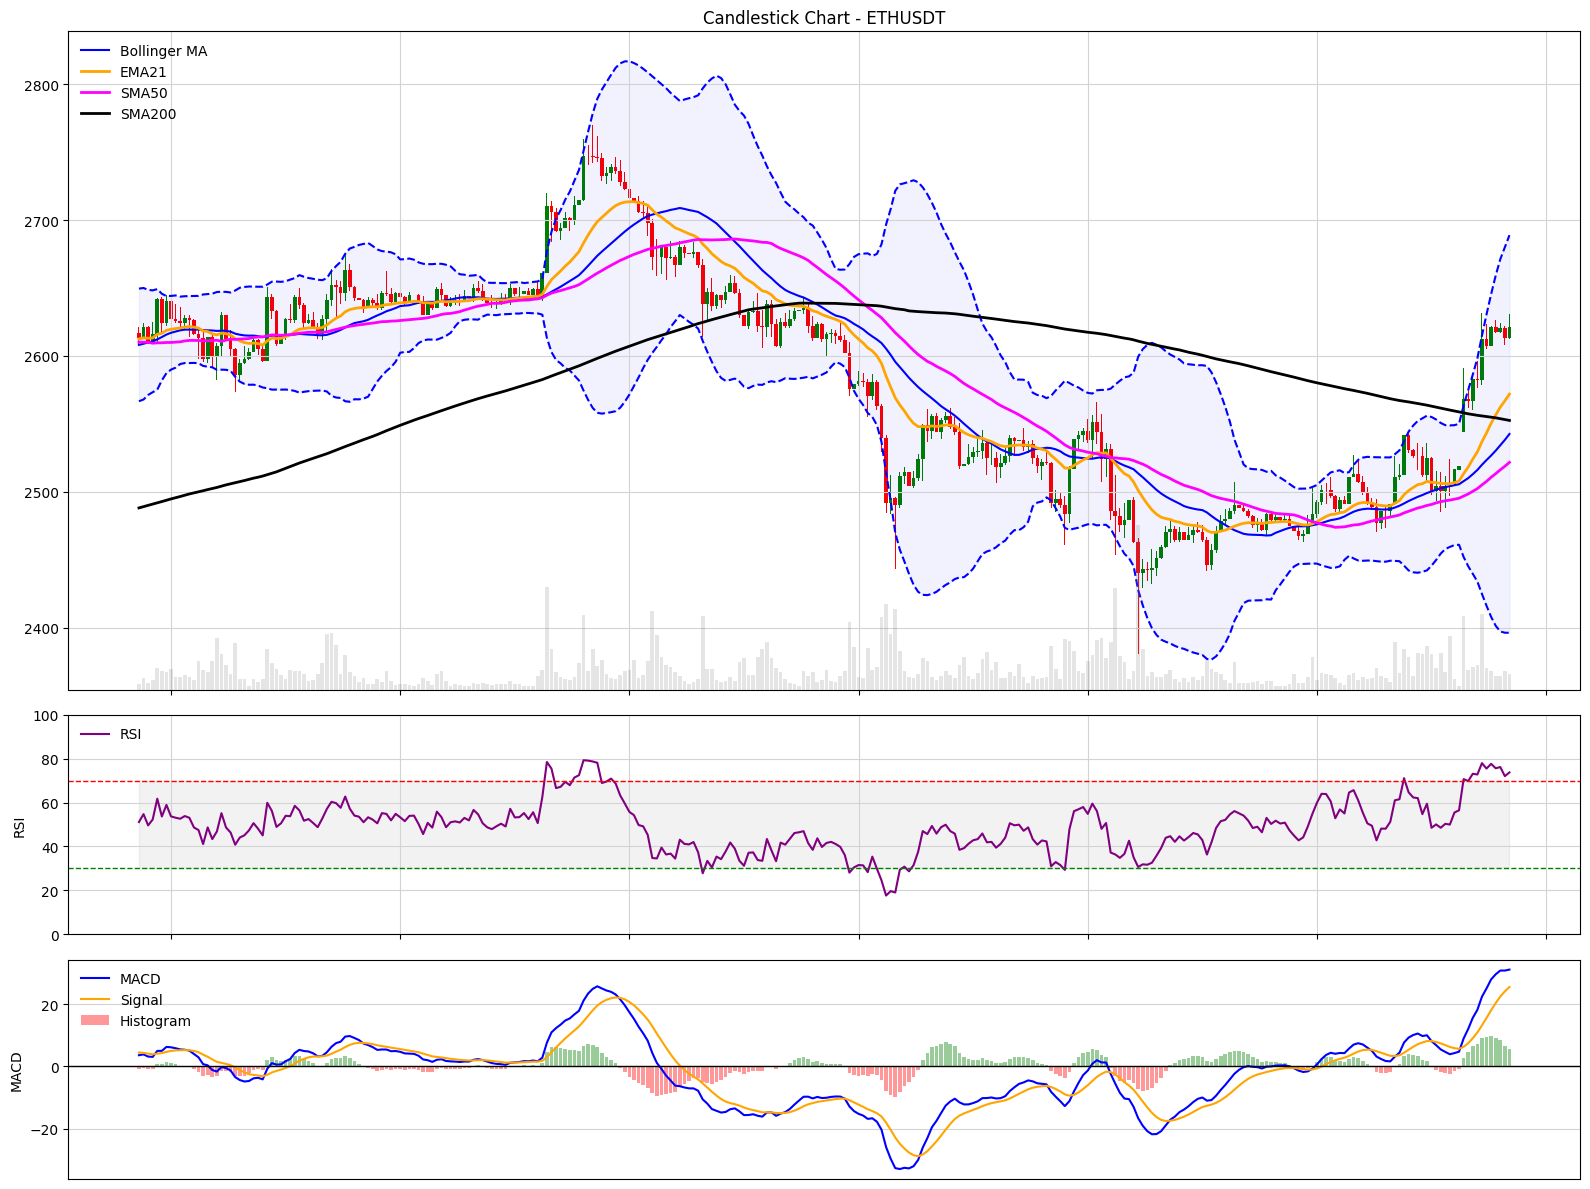 Candlestick Chart - ETHUSDT
Bollinger MA
EMA21
SMA50
SMA200
2800
2700
2600
2500
2400
RSI
100
80
60
40
20
0
RSI
MACD
Signal
Histogram
20
0
−20
MACD